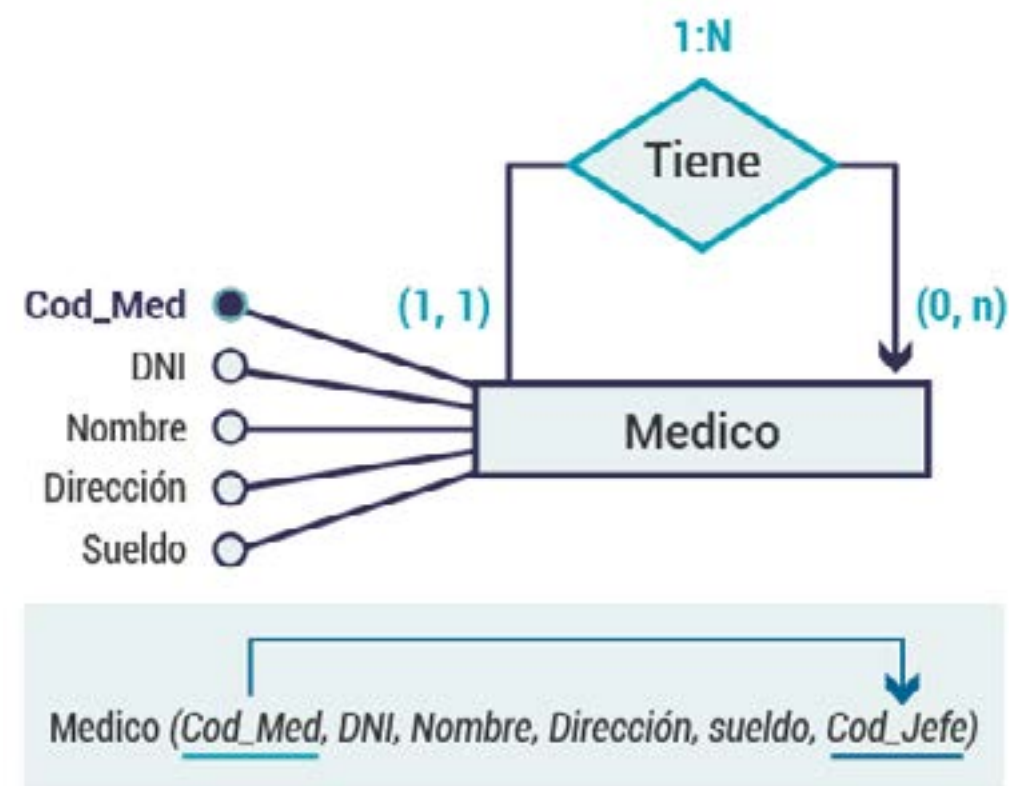 1:N
Tiene
Cod_Med
(1, 1)
(0, n)
DNI
Nombre
Medico
Dirección
Sueldo
Medico (Cod_Med, DNI, Nombre, Dirección, sueldo, Cod_Jefe)